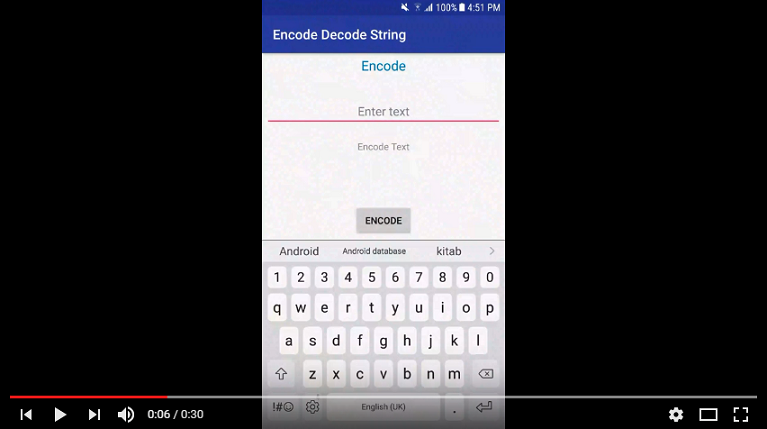 100% 4:51 PM
Encode Decode String
Encode
Enter text
Encode Text
ENCODE
Android Android database kitab
1 2 3 4 5 6 7 8 9 0
q w e r t y u i o p
a s d f g h j k l
z x c v b n m
!#☺ English (UK) .
0:06 / 0:30